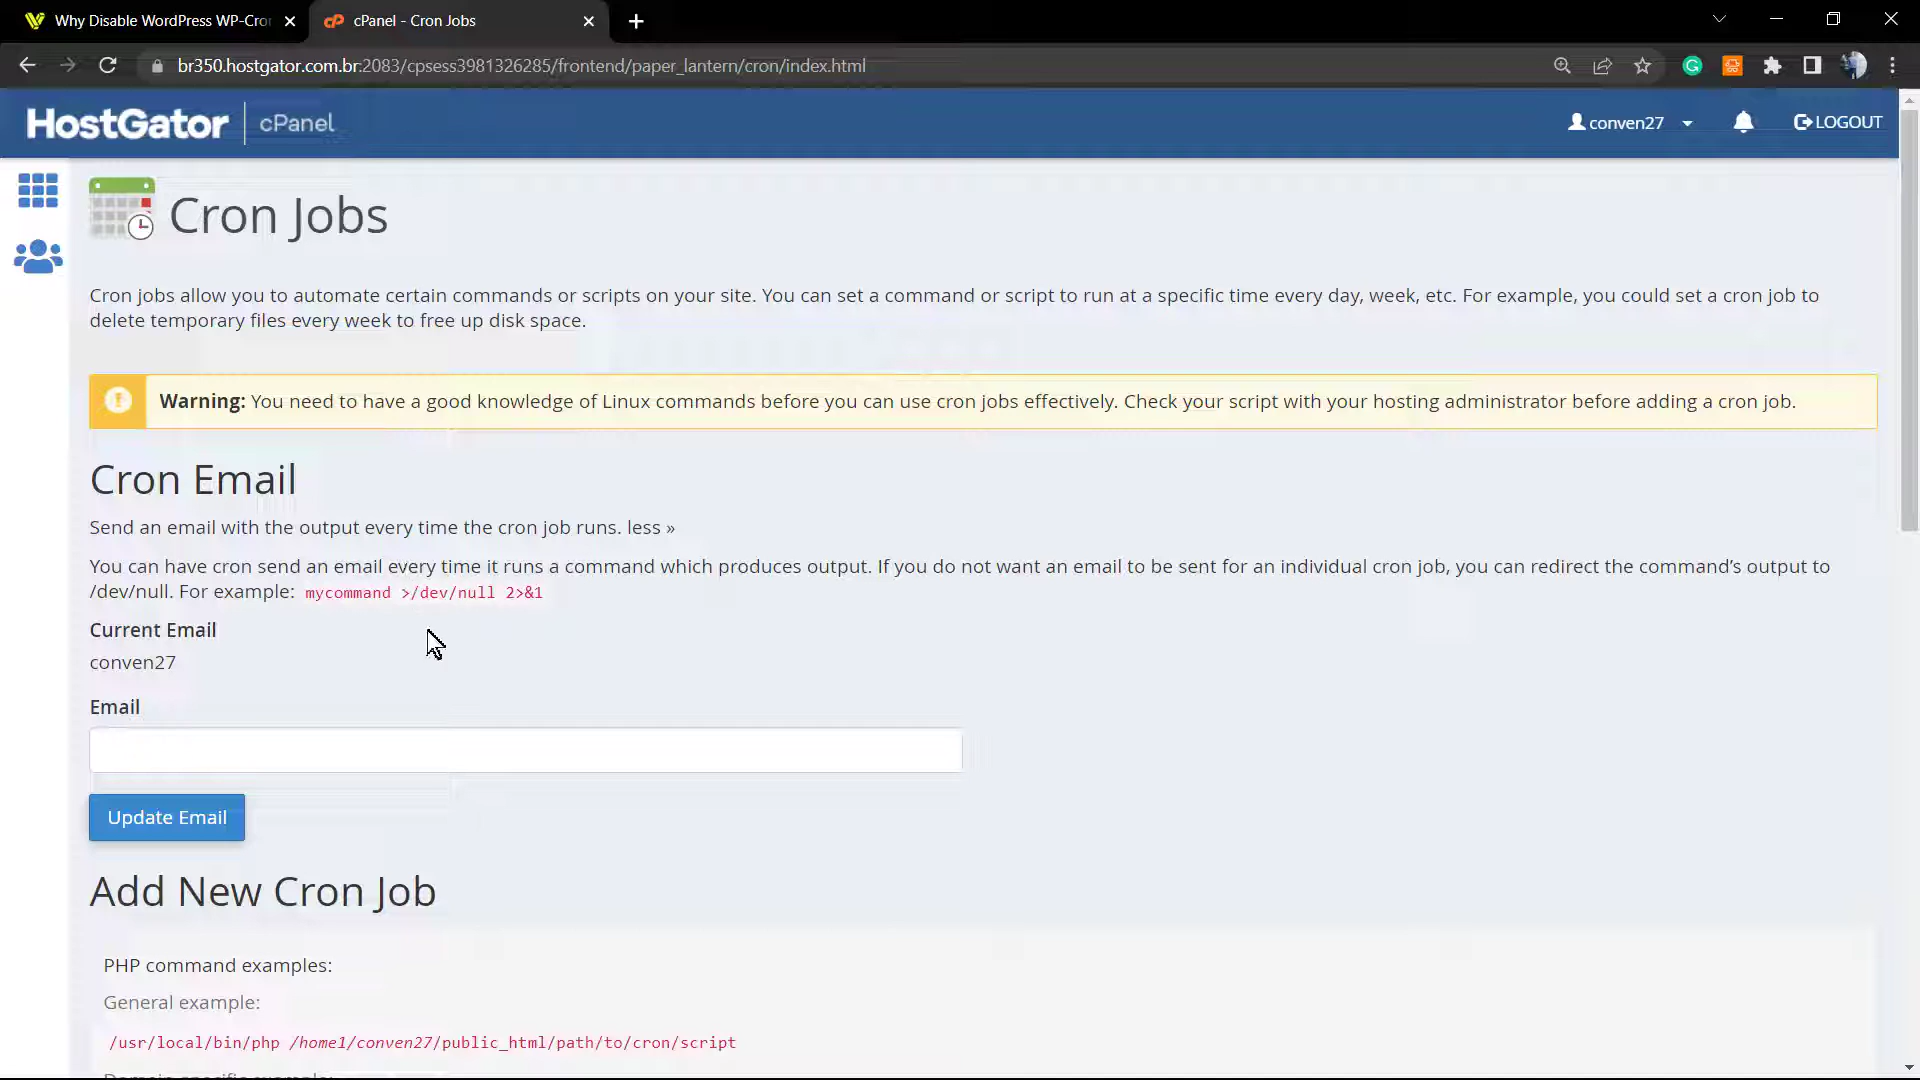 Why Disable WordPress WP-Cron
cPanel - Cron Jobs
br350.hostgator.com.br:2083/cpsess3981326285/frontend/paper_lantern/cron/index.html
HostGator cPanel
conven27
LOGOUT
Cron Jobs
Cron jobs allow you to automate certain commands or scripts on your site. You can set a command or script to run at a specific time every day, week, etc. For example, you could set a cron job to
delete temporary files every week to free up disk space.
Warning: You need to have a good knowledge of Linux commands before you can use cron jobs effectively. Check your script with your hosting administrator before adding a cron job.
Cron Email
Send an email with the output every time the cron job runs. less »
You can have cron send an email every time it runs a command which produces output. If you do not want an email to be sent for an individual cron job, you can redirect the command’s output to
/dev/null. For example: mycommand >/dev/null 2>&1
Current Email
conven27
Email
Update Email
Add New Cron Job
PHP command examples:
General example:
/usr/local/bin/php /home1/conven27/public_html/path/to/cron/script